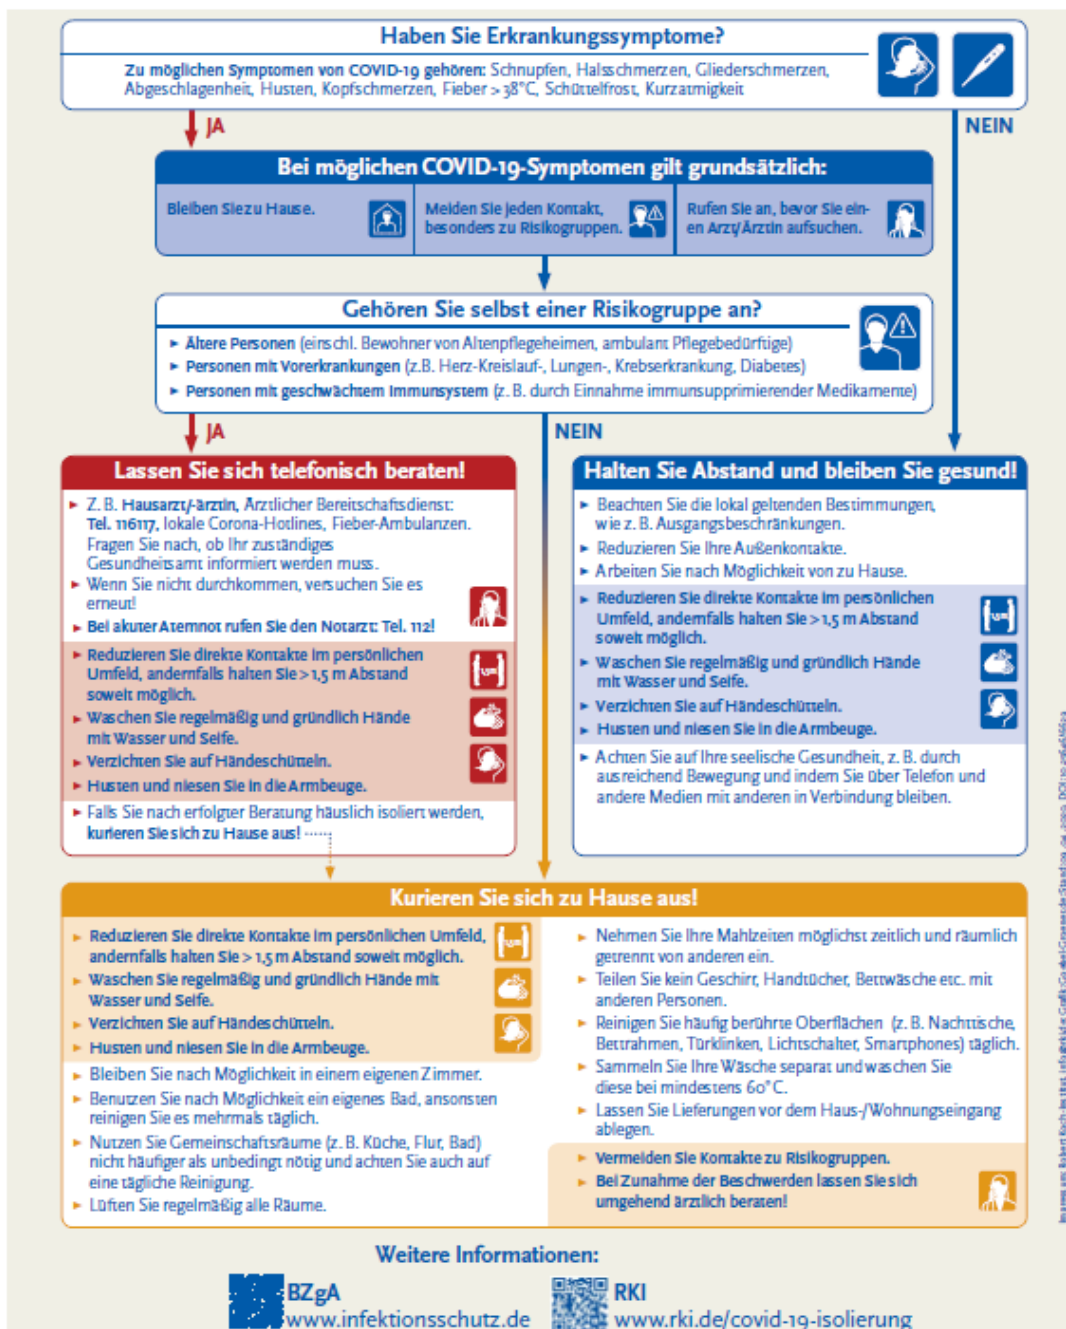 Haben Sie Erkrankungssymptome?
Zu möglichen Symptomen von COVID-19 gehören: Schnupfen, Halsschmerzen, Gliederschmerzen,
Abgeschlagenheit, Husten, Kopfschmerzen, Fieber > 38°C, Schüttelfrost, Kurzatmigkeit
JA
NEIN
Bei möglichen COVID-19-Symptomen gilt grundsätzlich:
Bleiben Sie zu Hause.
Meiden Sie jeden Kontakt,
besonders zu Risikogruppen.
Rufen Sie an, bevor Sie ein-
en Arzt/Ärztin aufsuchen.
Gehören Sie selbst einer Risikogruppe an?
► Ältere Personen (einschl. Bewohner von Altenpflegeheimen, ambulant Pflegebedürftige)
► Personen mit Vorerkrankungen (z.B. Herz-Kreislauf-, Lungen-, Krebserkrankung, Diabetes)
► Personen mit geschwächtem Immunsystem (z. B. durch Einnahme immunsupprimierender Medikamente)
JA
NEIN
Lassen Sie sich telefonisch beraten!
► Z. B. Hausarzt/-ärztin, Ärztlicher Bereitschaftsdienst:
Tel. 116117, lokale Corona-Hotlines, Fieber-Ambulanzen.
Fragen Sie nach, ob Ihr zuständiges
Gesundheitsamt informiert werden muss.
► Wenn Sie nicht durchkommen, versuchen Sie es
erneut!
► Bei akuter Atemnot rufen Sie den Notarzt: Tel. 112!
► Reduzieren Sie direkte Kontakte im persönlichen
Umfeld, andernfalls halten Sie > 1,5 m Abstand
soweit möglich.
► Waschen Sie regelmäßig und gründlich Hände
mit Wasser und Seife.
► Verzichten Sie auf Händeschütteln.
► Husten und niesen Sie in die Armbeuge.
► Falls Sie nach erfolgter Beratung häuslich isoliert werden,
kurieren Sie sich zu Hause aus!
Halten Sie Abstand und bleiben Sie gesund!
► Beachten Sie die lokal geltenden Bestimmungen,
wie z. B. Ausgangsbeschränkungen.
► Reduzieren Sie Ihre Außenkontakte.
► Arbeiten Sie nach Möglichkeit von zu Hause.
► Reduzieren Sie direkte Kontakte im persönlichen
Umfeld, andernfalls halten Sie > 1,5 m Abstand
soweit möglich.
► Waschen Sie regelmäßig und gründlich Hände
mit Wasser und Seife.
► Verzichten Sie auf Händeschütteln.
► Husten und niesen Sie in die Armbeuge.
► Achten Sie auf Ihre seelische Gesundheit, z. B. durch
ausreichend Bewegung und indem Sie über Telefon und
andere Medien mit anderen in Verbindung bleiben.
Kurieren Sie sich zu Hause aus!
► Reduzieren Sie direkte Kontakte im persönlichen Umfeld,
andernfalls halten Sie > 1,5 m Abstand soweit möglich.
► Waschen Sie regelmäßig und gründlich Hände mit
Wasser und Seife.
► Verzichten Sie auf Händeschütteln.
► Husten und niesen Sie in die Armbeuge.
► Bleiben Sie nach Möglichkeit in einem eigenen Zimmer.
► Benutzen Sie nach Möglichkeit ein eigenes Bad, ansonsten
reinigen Sie es mehrmals täglich.
► Nutzen Sie Gemeinschaftsräume (z. B. Küche, Flur, Bad)
nicht häufiger als unbedingt nötig und achten Sie auch auf
eine tägliche Reinigung.
► Lüften Sie regelmäßig alle Räume.
► Nehmen Sie Ihre Mahlzeiten möglichst zeitlich und räumlich
getrennt von anderen ein.
► Teilen Sie kein Geschirr, Handtücher, Bettwäsche etc. mit
anderen Personen.
► Reinigen Sie häufig berührte Oberflächen (z. B. Nachttische,
Bettrahmen, Türklinken, Lichtschalter, Smartphones) täglich.
► Sammeln Sie Ihre Wäsche separat und waschen Sie
diese bei mindestens 60°C.
► Lassen Sie Lieferungen vor dem Haus-/Wohnungseingang
ablegen.
► Vermeiden Sie Kontakte zu Risikogruppen.
► Bei Zunahme der Beschwerden lassen Sie sich
umgehend ärztlich beraten!
Weitere Informationen:
BZgA
www.infektionsschutz.de
RKI
www.rki.de/covid-19-isolierung